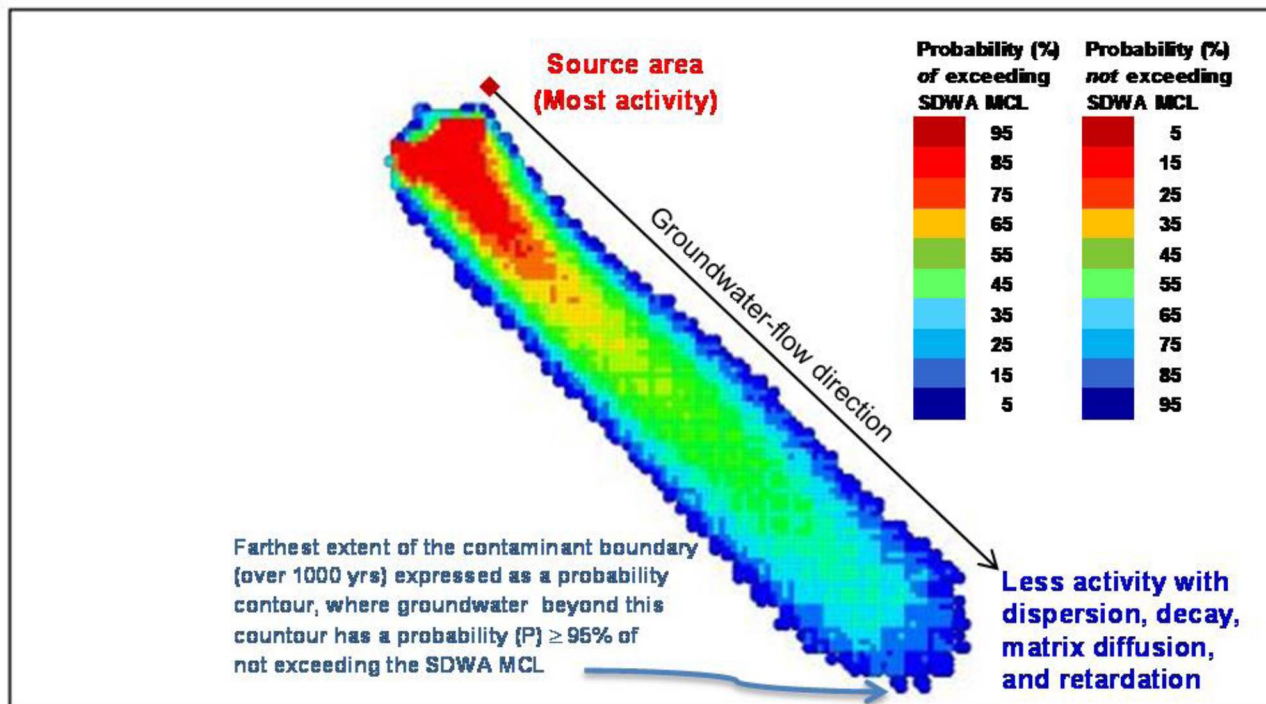 Source area
(Most activity)
Probability (%)
of exceeding
SDWA MCL
95
85
75
65
55
45
35
25
15
5
Probability (%)
not exceeding
SDWA MCL
5
15
25
35
45
55
65
75
85
95
Groundwater-flow direction
Farthest extent of the contaminant boundary
(over 1000 yrs) expressed as a probability
contour, where groundwater beyond this
countour has a probability (P) ≥ 95% of
not exceeding the SDWA MCL
Less activity with
dispersion, decay,
matrix diffusion,
and retardation